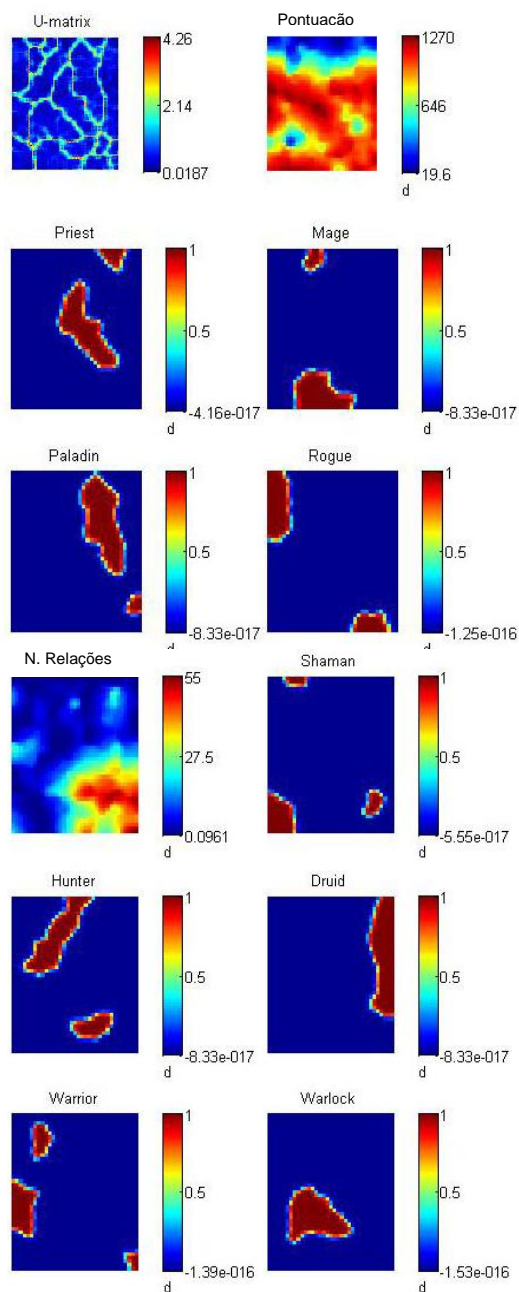 U-matrix
4.26
2.14
0.0187
Pontuacão
1270
646
19.6
d
Priest
1
0.5
-4.16e-017
d
Mage
1
0.5
-8.33e-017
d
Paladin
1
0.5
-8.33e-017
Rogue
1
0.5
-1.25e-016
N. Relações
55
27.5
0.0961
d
Shaman
1
0.5
-5.55e-017
d
Hunter
1
0.5
-8.33e-017
d
Druid
1
0.5
-8.33e-017
d
Warrior
1
0.5
-1.39e-016
d
Warlock
1
0.5
-1.53e-016
d